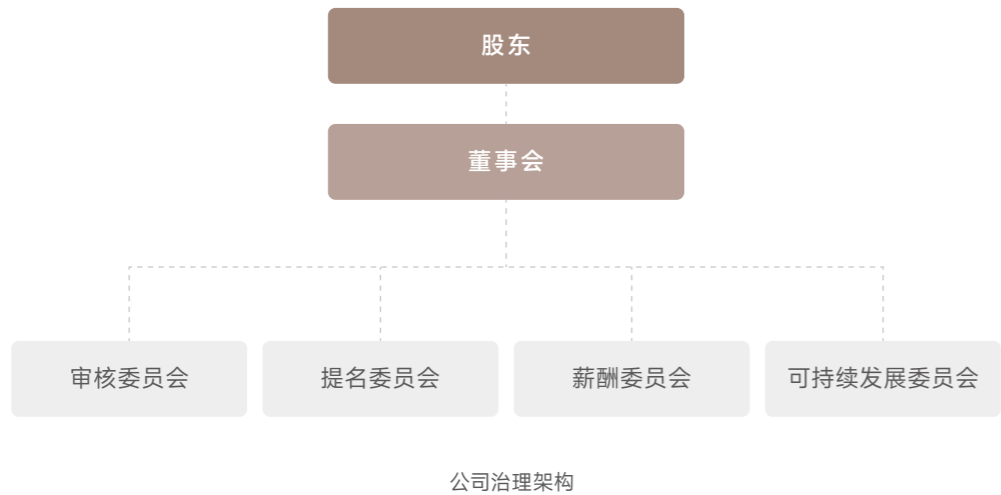 股东
董事会
审核委员会
提名委员会
薪酬委员会
可持续发展委员会
公司治理架构